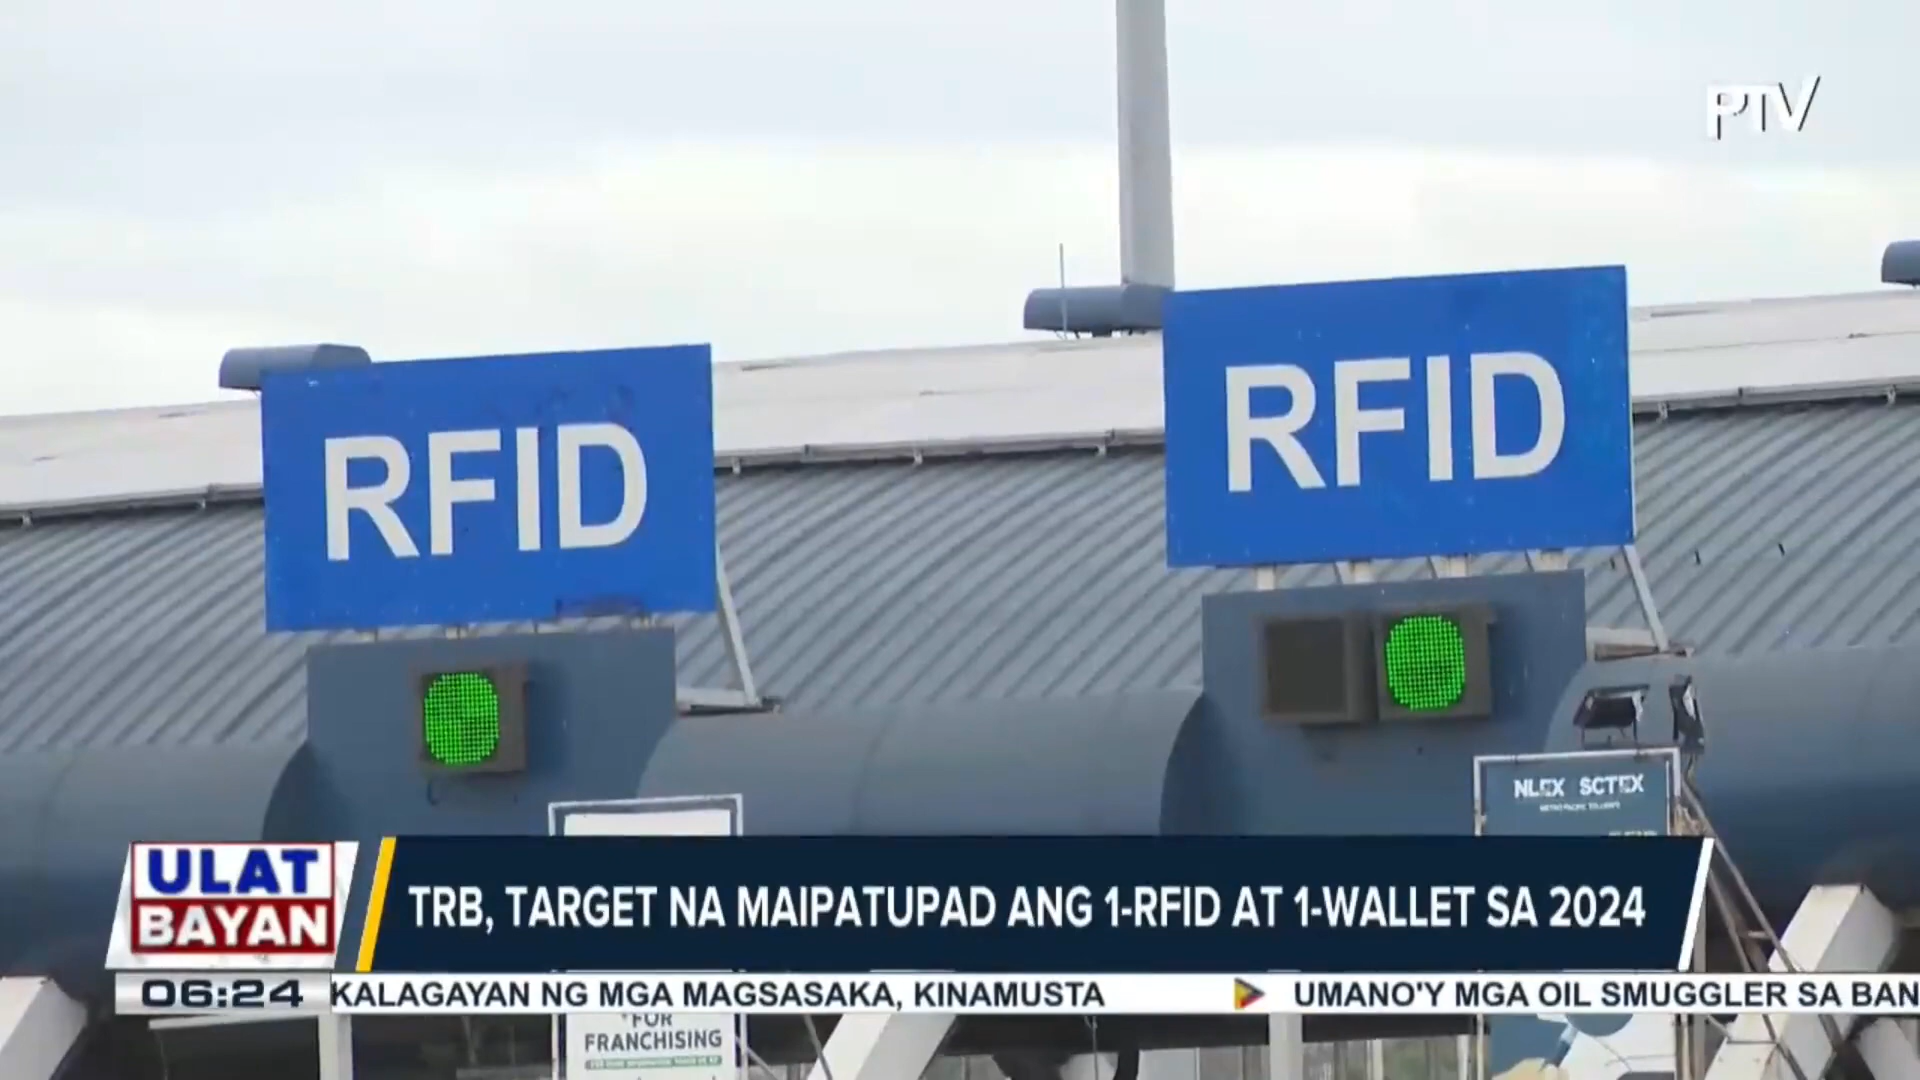 PTV
RFID
RFID
NLEX SCTEX
ULAT
BAYAN
TRB, TARGET NA MAIPATUPAD ANG 1-RFID AT 1-WALLET SA 2024
06:24
KALAGAYAN NG MGA MAGSASAKA, KINAMUSTA
UMANO'Y MGA OIL SMUGGLER SA BAN
FOR
FRANCHISING